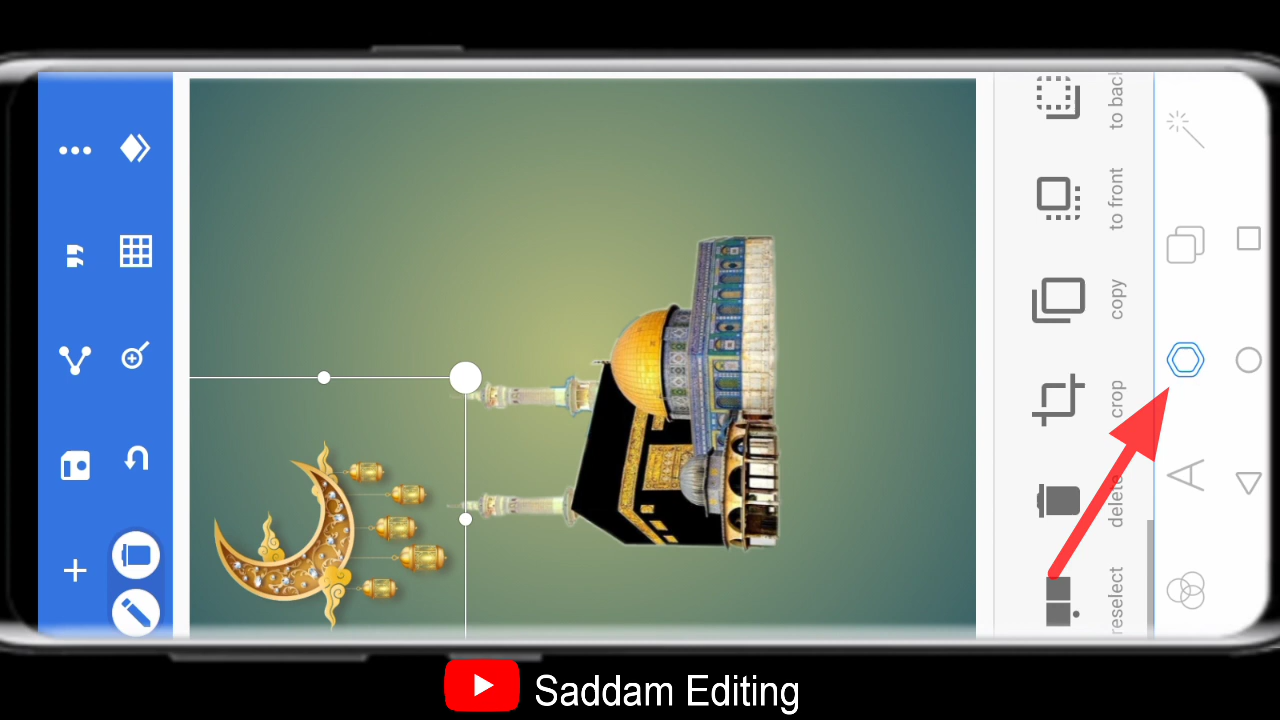 to back
to front
copy
crop
delete
reselect
A
Saddam Editing